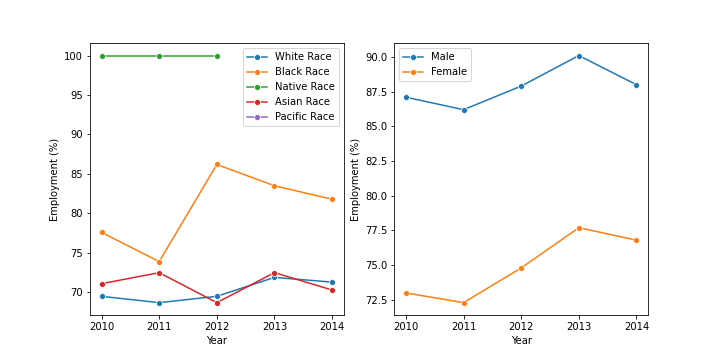 100
95
90
85
80
75
70
Employment (%)
2010 2011 2012 2013 2014
Year
White Race
Black Race
Native Race
Asian Race
Pacific Race
90.0
87.5
85.0
82.5
80.0
77.5
75.0
72.5
Employment (%)
2010 2011 2012 2013 2014
Year
Male
Female